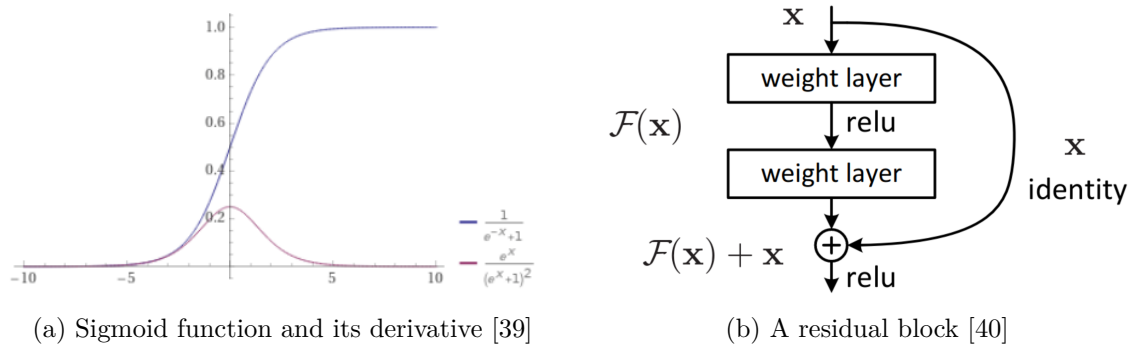 1.0
0.8
0.6
0.4
0.2
-10
-5
5
10
1
e^{-x}+1
e^{x}
(e^{x}+1)^{2}
(a) Sigmoid function and its derivative [39]
x
weight layer
F(x)
relu
weight layer
x
identity
F(x) + x
+
relu
(b) A residual block [40]